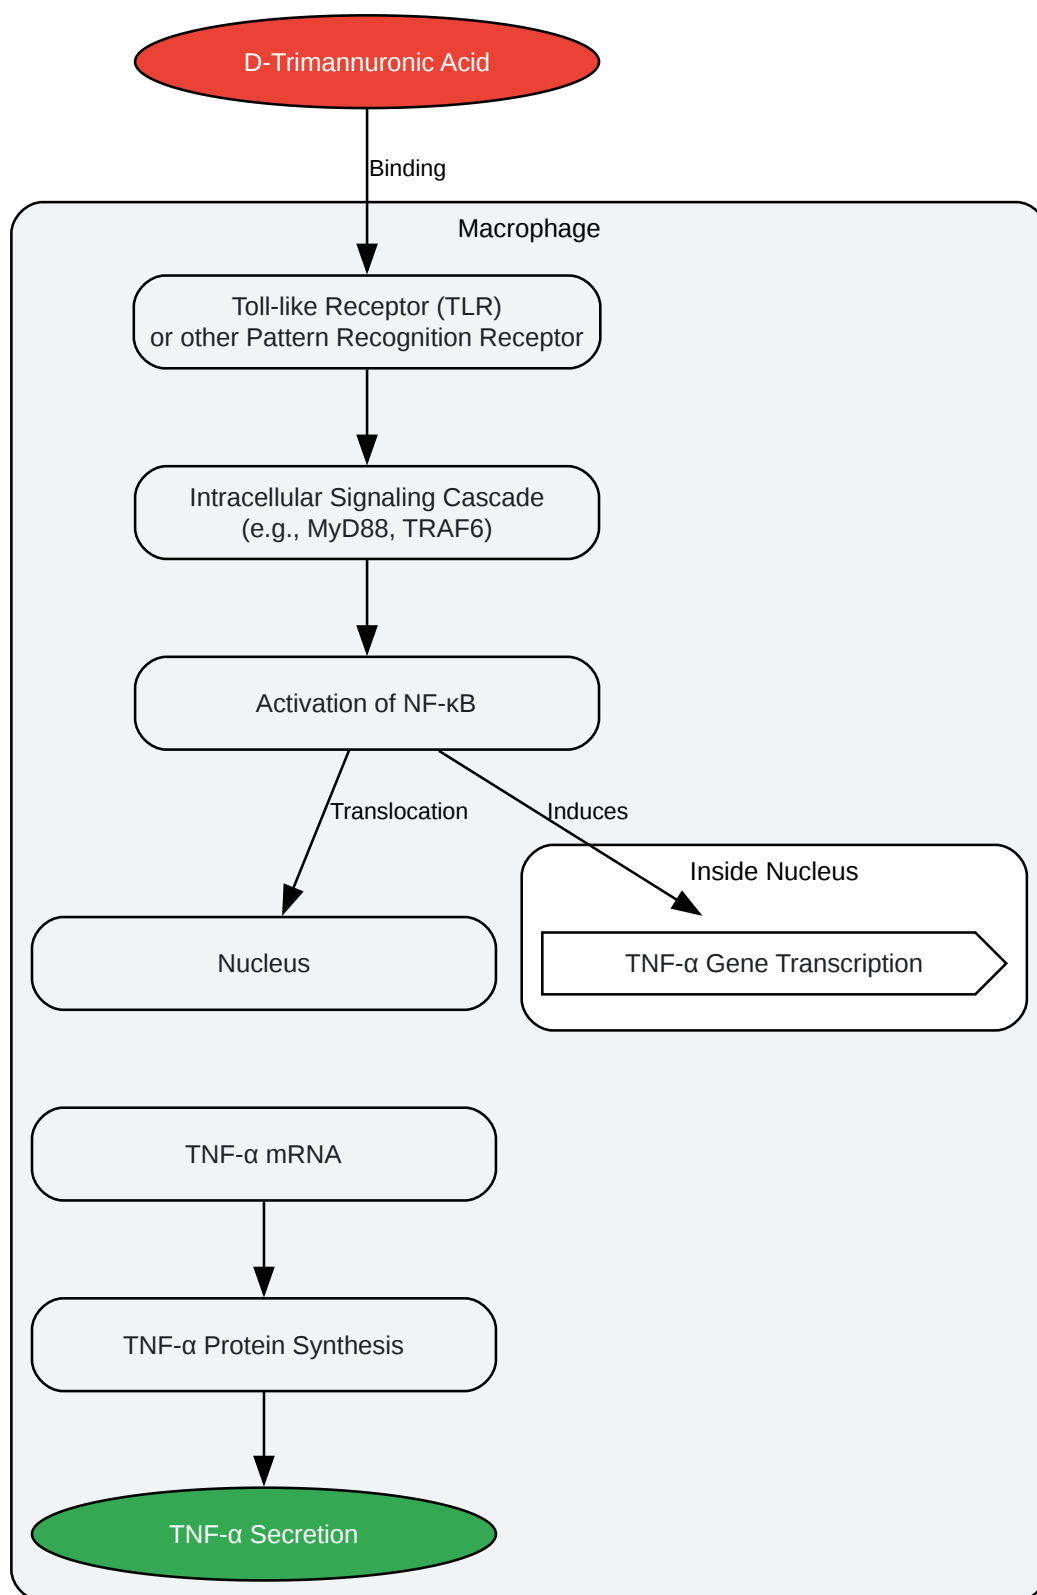 D-Trimannuronic Acid
Binding
Macrophage
Toll-like Receptor (TLR)
or other Pattern Recognition Receptor
Intracellular Signaling Cascade
(e.g., MyD88, TRAF6)
Activation of NF-κB
Translocation
Induces
Inside Nucleus
Nucleus
TNF-α Gene Transcription
TNF-α mRNA
TNF-α Protein Synthesis
TNF-α Secretion